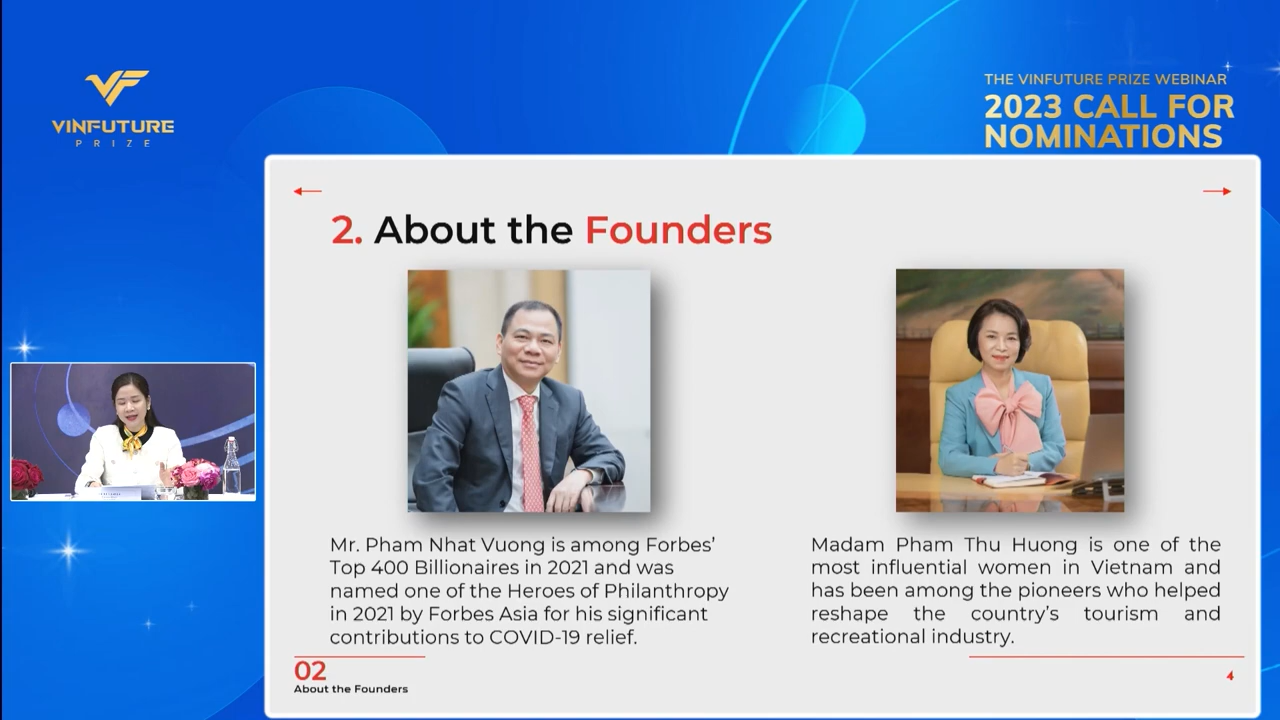 VINFUTURE
PRIZE
THE VINFUTURE PRIZE WEBINAR
2023 CALL FOR
NOMINATIONS
2. About the Founders
Mr. Pham Nhat Vuong is among Forbes’
Top 400 Billionaires in 2021 and was
named one of the Heroes of Philanthropy
in 2021 by Forbes Asia for his significant
contributions to COVID-19 relief.
Madam Pham Thu Huong is one of the
most influential women in Vietnam and
has been among the pioneers who helped
reshape the country’s tourism and
recreational industry.
02
About the Founders
4